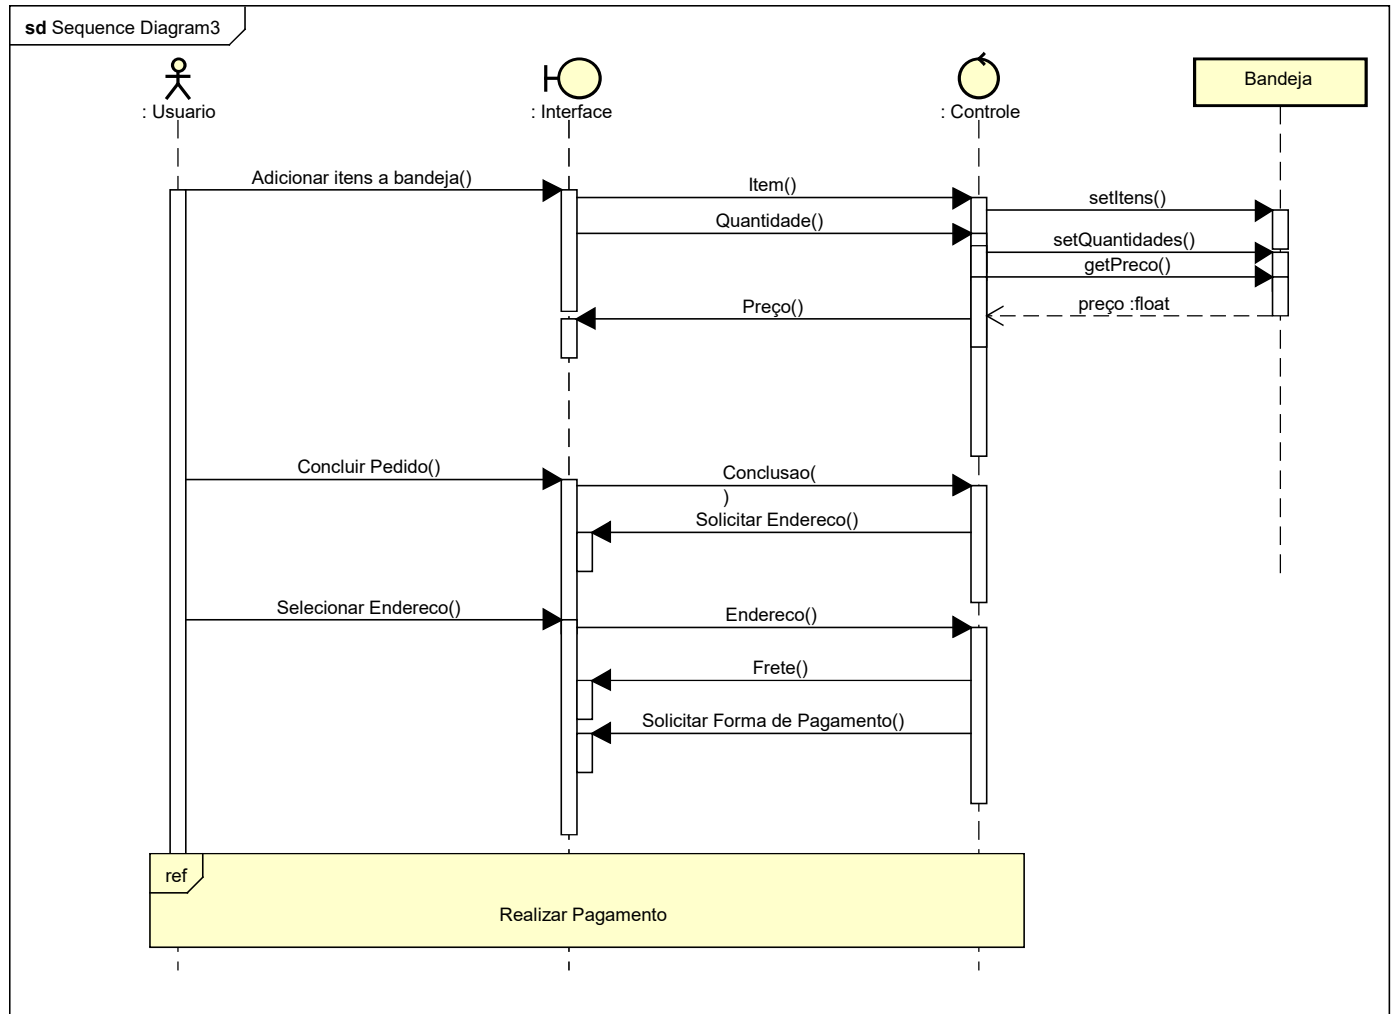 sd Sequence Diagram3
: Usuario
: Interface
: Controle
Bandeja
Adicionar itens a bandeja()
Item()
setItens()
Quantidade()
setQuantidades()
getPreco()
preço :float
Preço()
Concluir Pedido()
Conclusao(
)
Solicitar Endereco()
Selecionar Endereco()
Endereco()
Frete()
Solicitar Forma de Pagamento()
ref
Realizar Pagamento